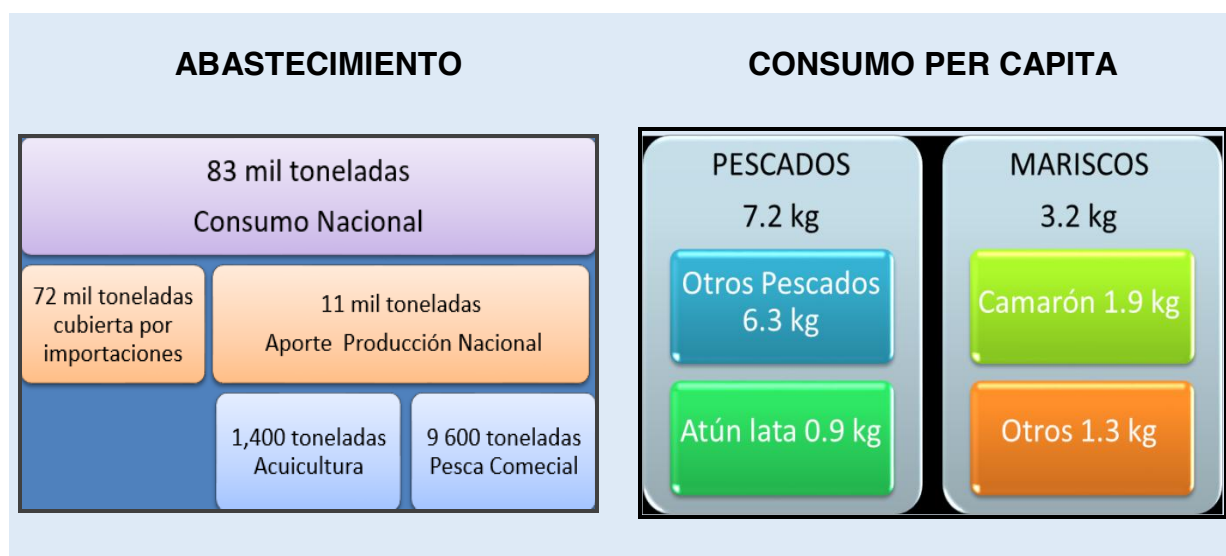 ABASTECIMIENTO
83 mil toneladas
Consumo Nacional
72 mil toneladas
cubierta por
importaciones
11 mil toneladas
Aporte Producción Nacional
1,400 toneladas
Acuicultura
9 600 toneladas
Pesca Comecial
CONSUMO PER CAPITA
PESCADOS
7.2 kg
Otros Pescados
6.3 kg
Atún lata 0.9 kg
MARISCOS
3.2 kg
Camarón 1.9 kg
Otros 1.3 kg